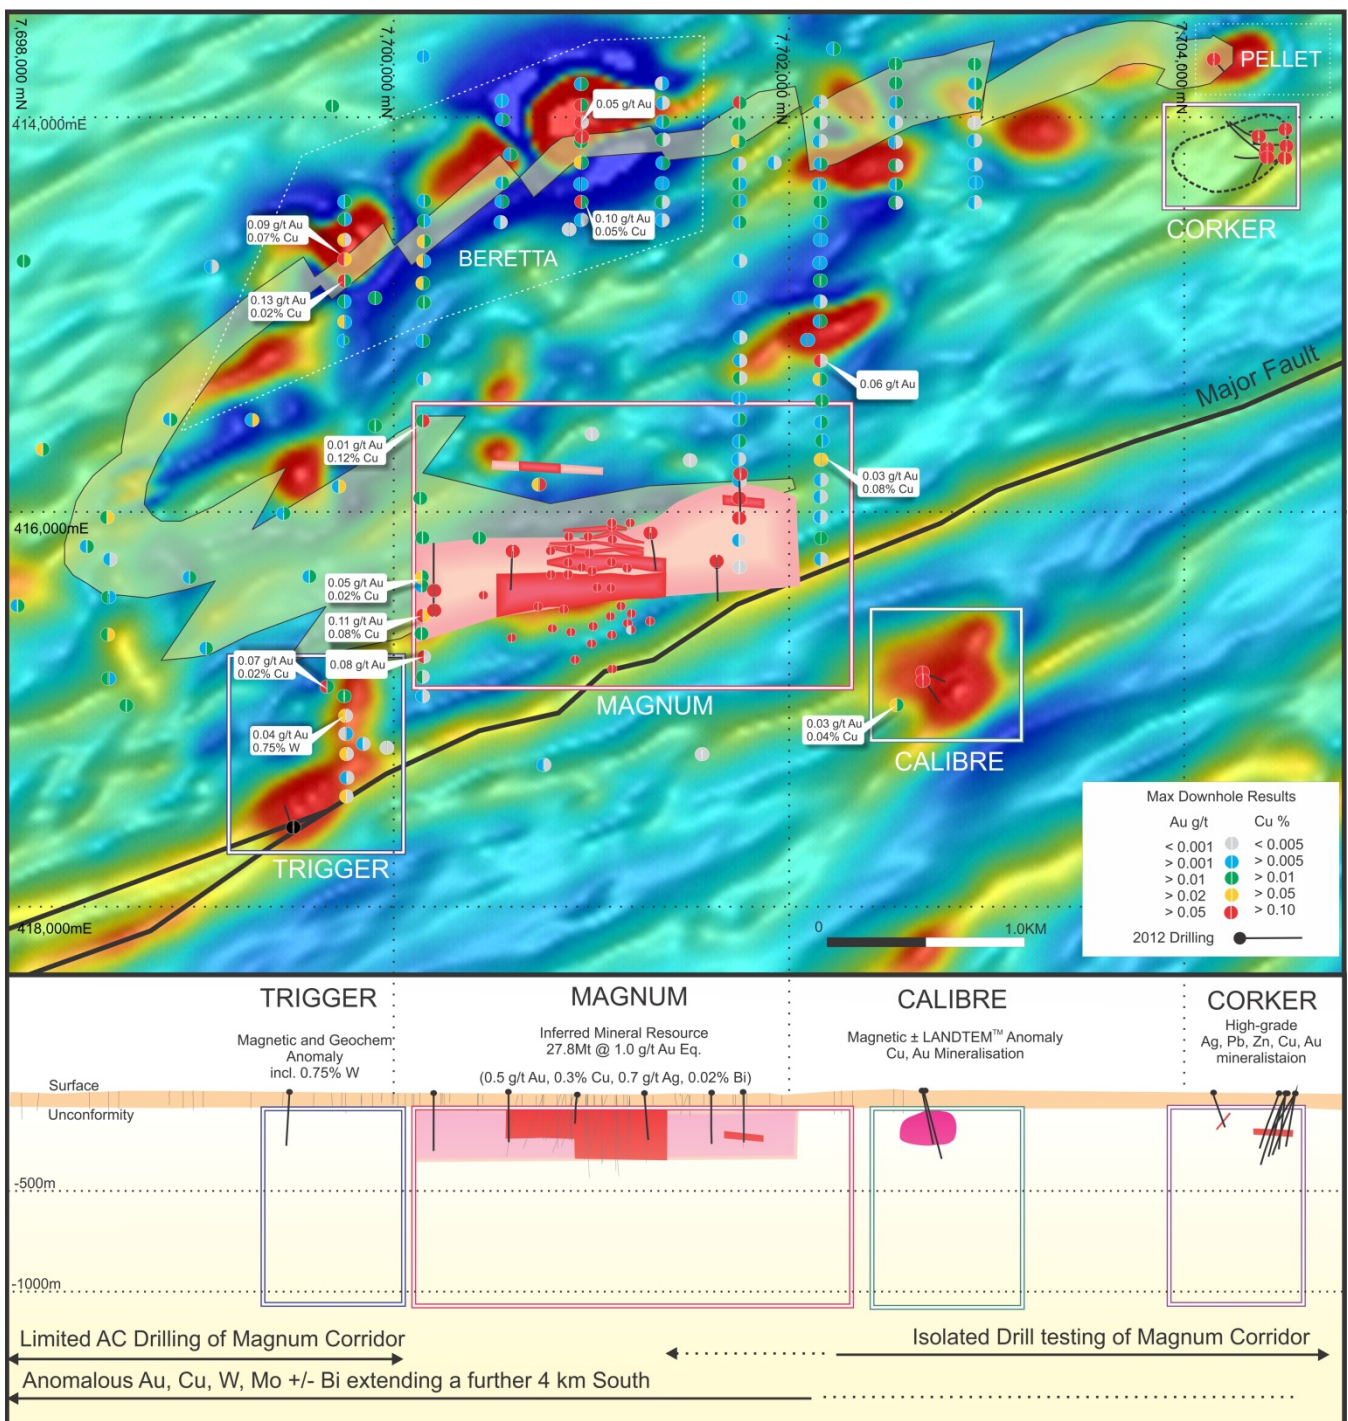 7,698,000 mN
7,700,000 mN
7,702,000 mN
7,704,000 mN
PELLET
414,000mE
0.05 g/t Au
CORKER
0.09 g/t Au
0.07% Cu
0.10 g/t Au
0.05% Cu
BERETTA
0.13 g/t Au
0.02% Cu
Major Fault
0.06 g/t Au
0.01 g/t Au
0.12% Cu
0.03 g/t Au
0.08% Cu
416,000mE
0.05 g/t Au
0.02% Cu
0.11 g/t Au
0.08% Cu
0.07 g/t Au
0.02% Cu
0.08 g/t Au
MAGNUM
0.03 g/t Au
0.04% Cu
0.04 g/t Au
0.75% W
CALIBRE
TRIGGER
418,000mE
Max Downhole Results
Au g/t Cu %
< 0.001 < 0.005
> 0.001 > 0.005
> 0.01 > 0.01
> 0.02 > 0.05
> 0.05 > 0.10
2012 Drilling
0 1.0KM
TRIGGER
Magnetic and Geochem
Anomaly
incl. 0.75% W
MAGNUM
Inferred Mineral Resource
27.8Mt @ 1.0 g/t Au Eq.
(0.5 g/t Au, 0.3% Cu, 0.7 g/t Ag, 0.02% Bi)
CALIBRE
Magnetic ± LANDTEM™ Anomaly
Cu, Au Mineralisation
CORKER
High-grade
Ag, Pb, Zn, Cu, Au
mineralistaion
Surface
Unconformity
-500m
-1000m
Limited AC Drilling of Magnum Corridor
Isolated Drill testing of Magnum Corridor
Anomalous Au, Cu, W, Mo +/- Bi extending a further 4 km South